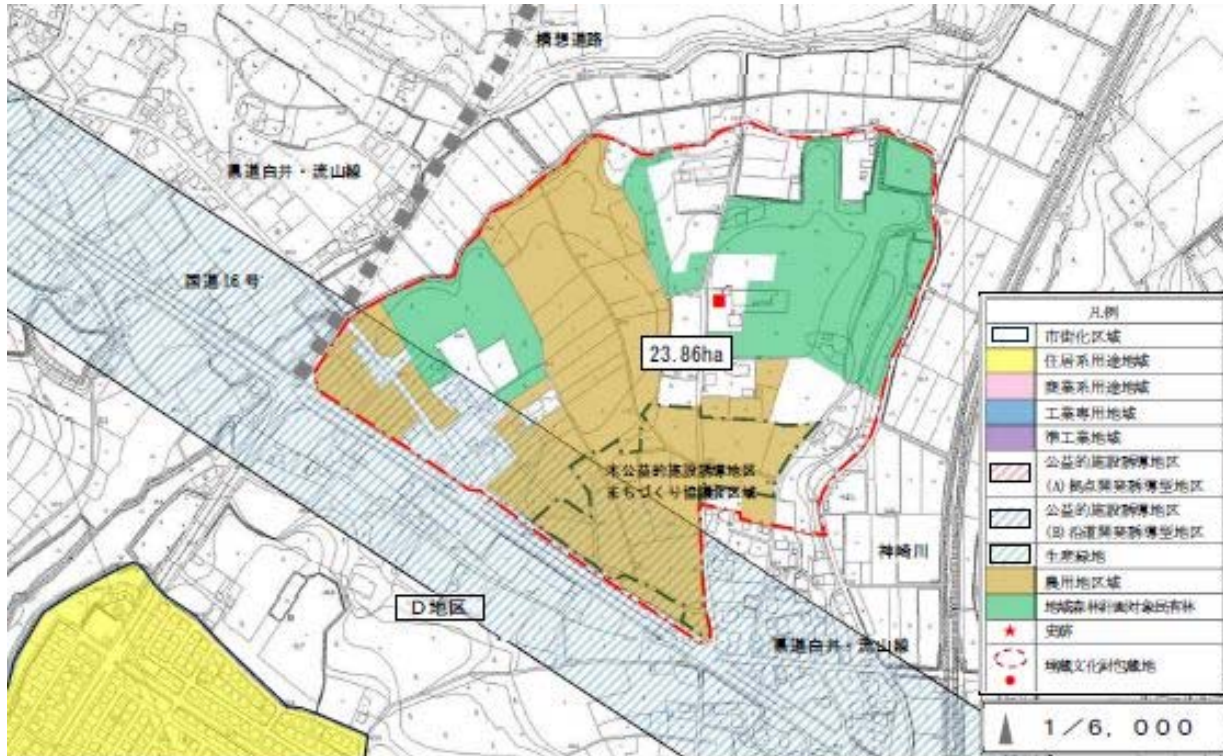 構想道路
県道白井・流山線
国道16号
23.86ha
公益的施設誘導地区
まちづくり協議会区域
神崎川
D地区
県道白井・流山線
凡例
市街化区域
住居系用途地域
商業系用途地域
工業専用地域
準工業地域
公益的施設誘導地区
(A)拠点開発誘導型地区
公益的施設誘導地区
(B)沿道開発誘導型地区
生産緑地
農用地区域
地域森林計画対象民有林
史跡
埋蔵文化財包蔵地
1/6,000